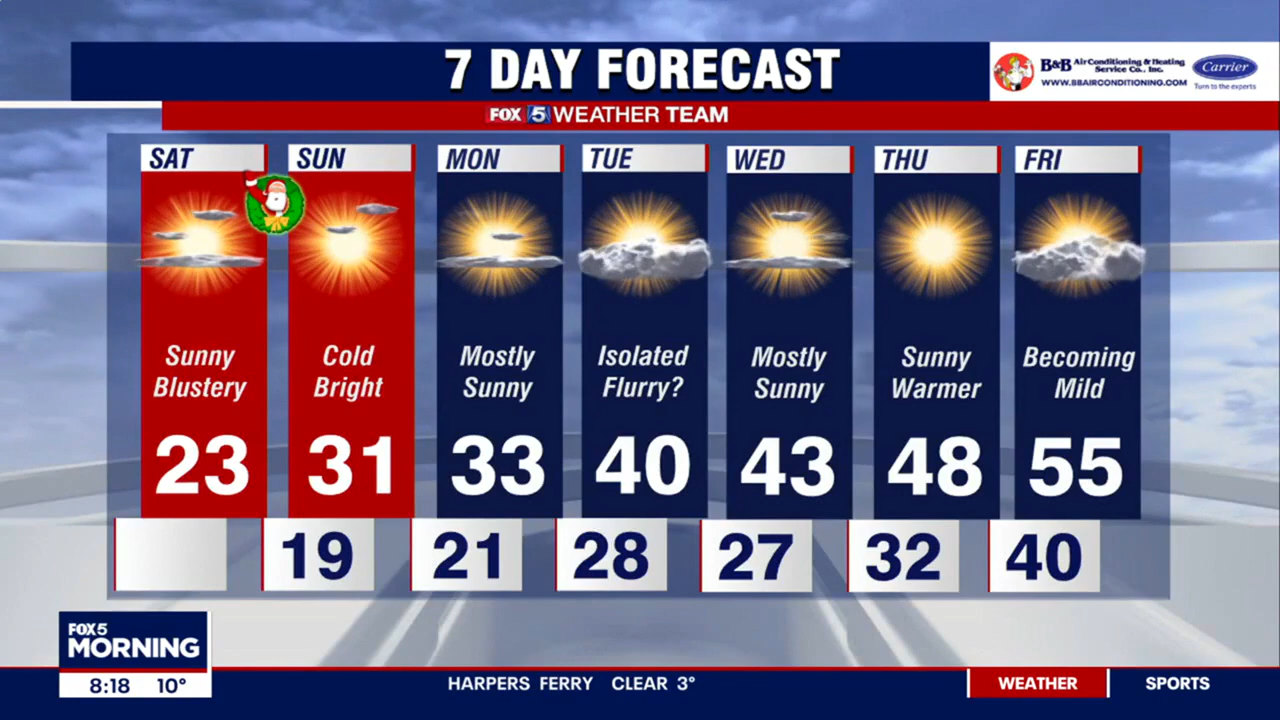 7 DAY FORECAST
B&B AirConditioning & Heating
Service Co., Inc.
WWW.BBAIRCONDITIONING.COM
Carrier
Turn to the experts
FOX 5 WEATHER TEAM
SAT
SUN
MON
TUE
WED
THU
FRI
Sunny
Blustery
Cold
Bright
Mostly
Sunny
Isolated
Flurry?
Mostly
Sunny
Sunny
Warmer
Becoming
Mild
23
31
33
40
43
48
55
19
21
28
27
32
40
FOX 5
MORNING
8:18 10°
HARPERS FERRY CLEAR 3°
WEATHER
SPORTS